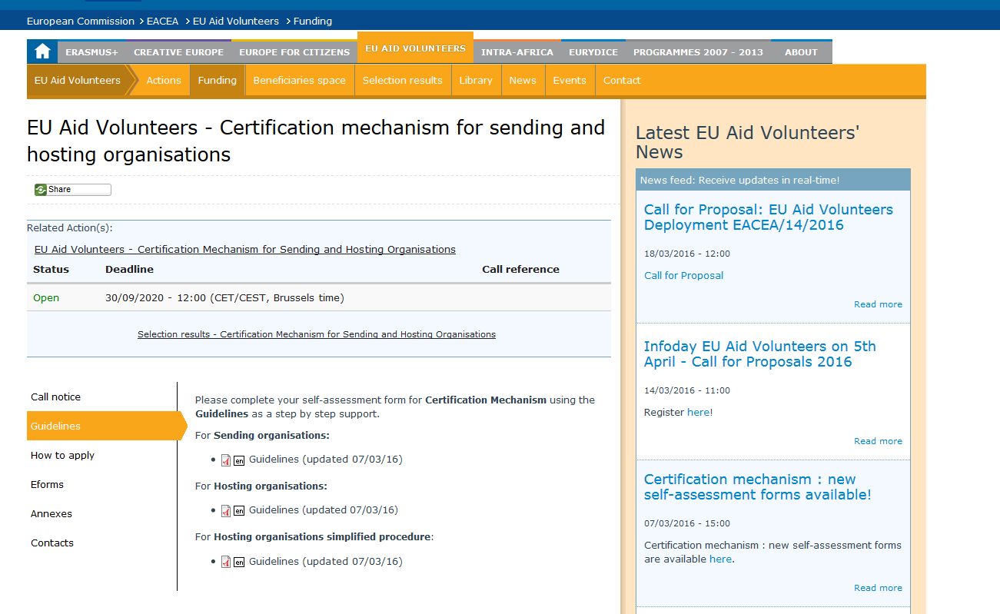 European Commission > EACEA > EU Aid Volunteers > Funding
ERASMUS+ CREATIVE EUROPE EUROPE FOR CITIZENS EU AID VOLUNTEERS INTRA-AFRICA EURYDICE PROGRAMMES 2007 - 2013 ABOUT
EU Aid Volunteers Actions Funding Beneficiaries space Selection results Library News Events Contact
EU Aid Volunteers - Certification mechanism for sending and
hosting organisations
Share
Related Action(s):
EU Aid Volunteers - Certification Mechanism for Sending and Hosting Organisations
Status Deadline Call reference
Open 30/09/2020 - 12:00 (CET/CEST, Brussels time)
Selection results - Certification Mechanism for Sending and Hosting Organisations
Call notice
Guidelines
How to apply
Eforms
Annexes
Contacts
Please complete your self-assessment form for Certification Mechanism using the
Guidelines as a step by step support.
For Sending organisations:
• en Guidelines (updated 07/03/16)
For Hosting organisations:
• en Guidelines (updated 07/03/16)
For Hosting organisations simplified procedure:
• en Guidelines (updated 07/03/16)
Latest EU Aid Volunteers'
News
News feed: Receive updates in real-time!
Call for Proposal: EU Aid Volunteers
Deployment EACEA/14/2016
18/03/2016 - 12:00
Call for Proposal
Read more
Infoday EU Aid Volunteers on 5th
April - Call for Proposals 2016
14/03/2016 - 11:00
Register here!
Read more
Certification mechanism : new
self-assessment forms available!
07/03/2016 - 15:00
Certification mechanism : new self-assessment forms
are available here.
Read more